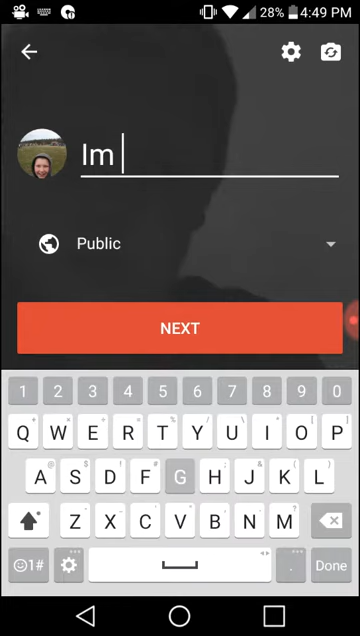 28% 4:49 PM
Im
Public
NEXT
1 2 3 4 5 6 7 8 9 0
Q W E R T Y U I O P
A S D F G H J K L
Z X C V B N M
1# . Done